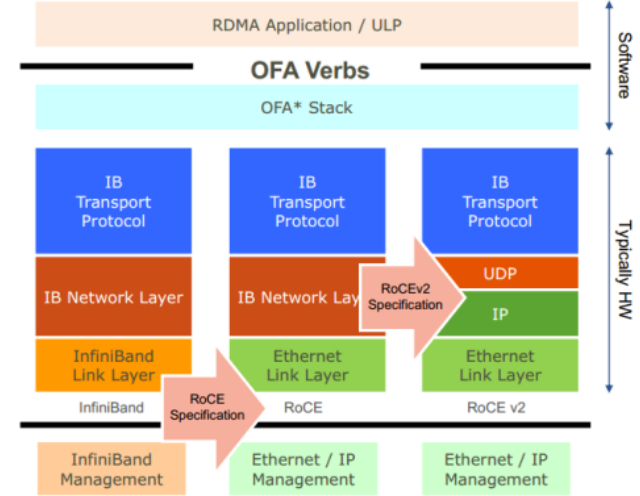 RDMA Application / ULP
OFA Verbs
OFA* Stack
Software
IB
Transport
Protocol
IB
Transport
Protocol
IB
Transport
Protocol
Typically HW
IB Network Layer
IB Network Lay
RoCEv2
Specification
UDP
IP
InfiniBand
Link Layer
Ethernet
Link Layer
Ethernet
Link Layer
InfiniBand
RoCE
Specification
RoCE
RoCE v2
InfiniBand
Management
Ethernet / IP
Management
Ethernet / IP
Management